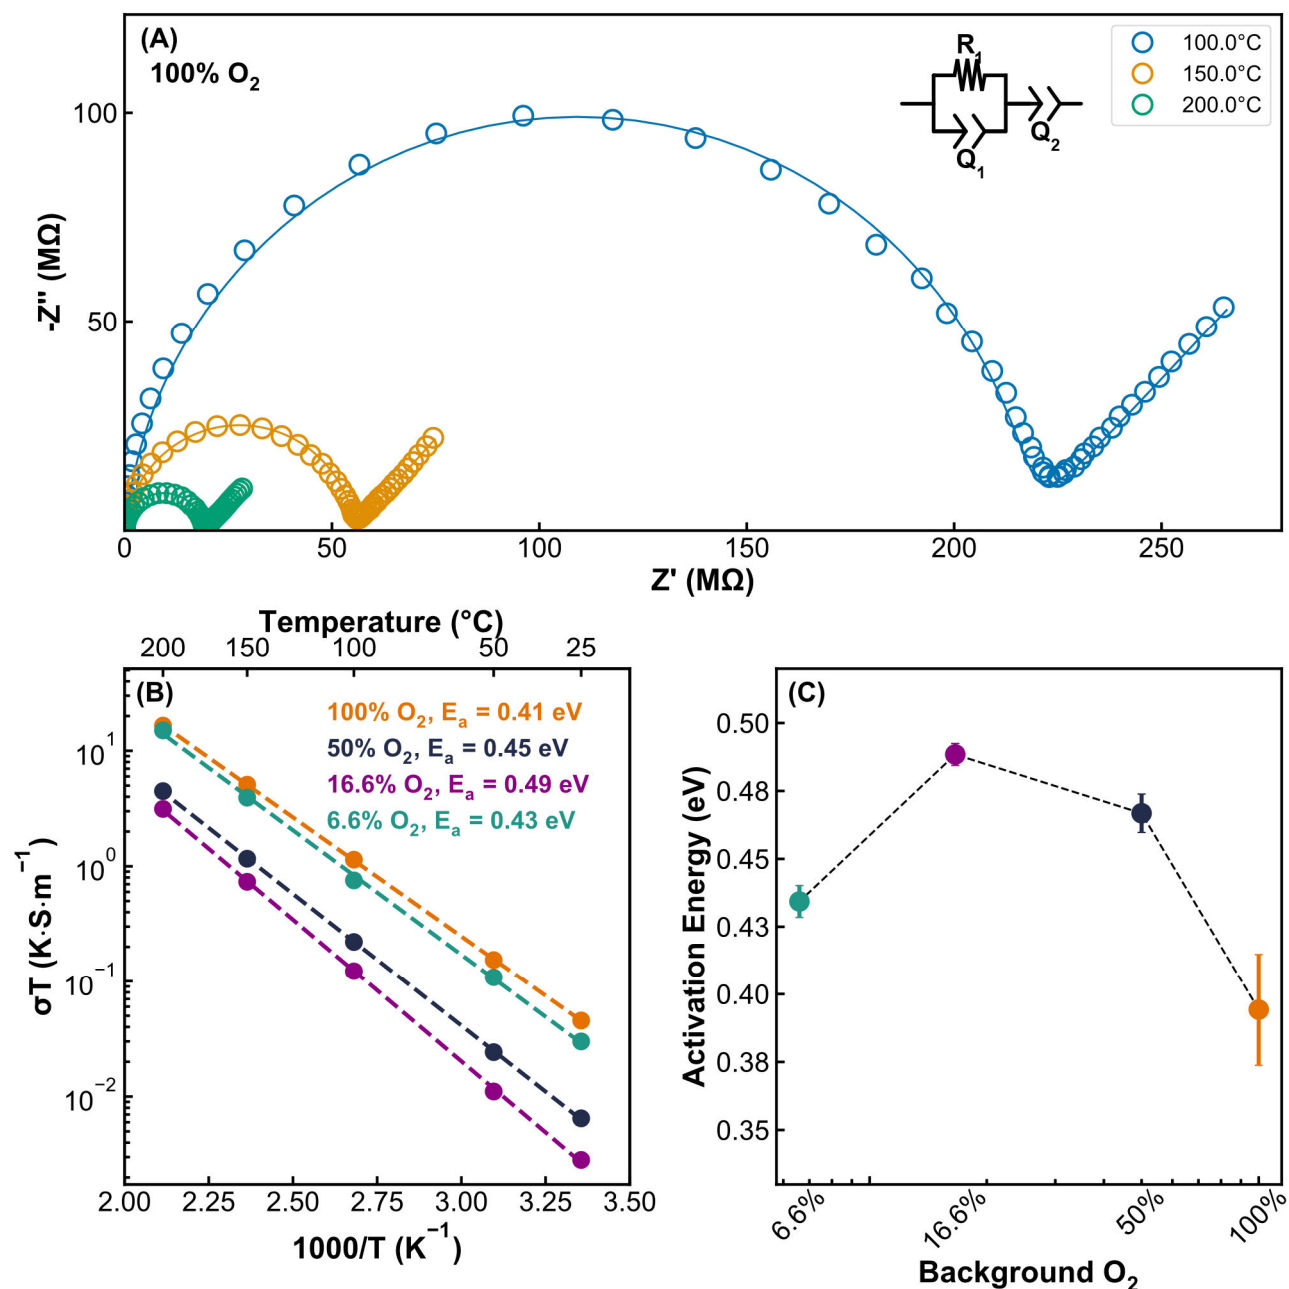 (A)
100% O₂
R₁
Q₁
Q₂
100.0°C
150.0°C
200.0°C
100
50
-Z'' (MΩ)
0 50 100 150 200 250
Z' (MΩ)
Temperature (°C)
200 150 100 50 25
(B)
100% O₂, Eₐ = 0.41 eV
50% O₂, Eₐ = 0.45 eV
16.6% O₂, Eₐ = 0.49 eV
6.6% O₂, Eₐ = 0.43 eV
10¹
10⁰
10⁻¹
10⁻²
σT (K·S·m⁻¹)
2.00 2.25 2.50 2.75 3.00 3.25 3.50
1000/T (K⁻¹)
(C)
0.50
0.48
0.45
0.43
0.40
0.38
0.35
Activation Energy (eV)
6.6% 16.6% 50% 100%
Background O₂